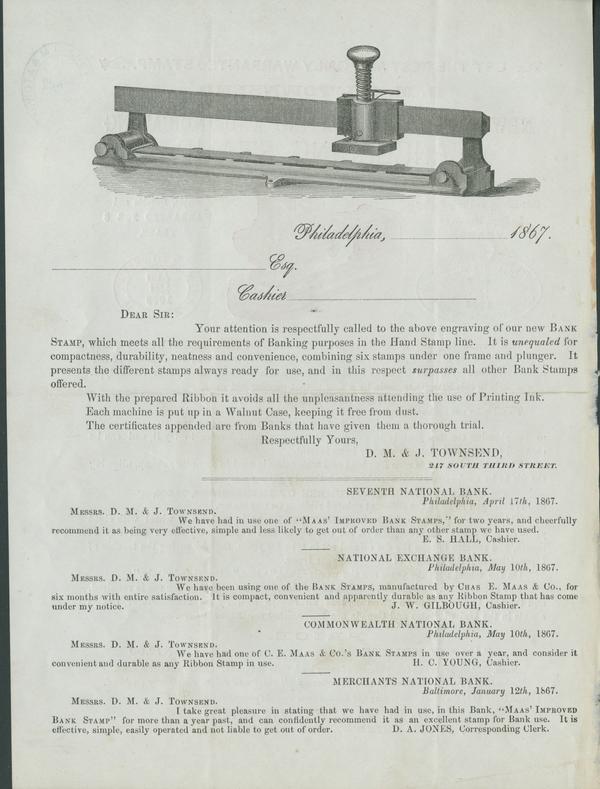 Philadelphia, 1867.
Esq.
Cashier
DEAR SIR:
Your attention is respectfully called to the above engraving of our new BANK
STAMP, which meets all the requirements of Banking purposes in the Hand Stamp line. It is unequaled for
compactness, durability, neatness and convenience, combining six stamps under one frame and plunger. It
presents the different stamps always ready for use, and in this respect surpasses all other Bank Stamps
offered.
With the prepared Ribbon it avoids all the unpleasantness attending the use of Printing Ink.
Each machine is put up in a Walnut Case, keeping it free from dust.
The certificates appended are from Banks that have given them a thorough trial.
Respectfully Yours,
D. M. & J. TOWNSEND,
217 SOUTH THIRD STREET.
SEVENTH NATIONAL BANK.
Philadelphia, April 17th, 1867.
MESSRS. D. M. & J. TOWNSEND.
We have had in use one of "MAAS' IMPROVED BANK STAMPS," for two years, and cheerfully
recommend it as being very effective, simple and less likely to get out of order than any other stamp we have used.
E. S. HALL, Cashier.
NATIONAL EXCHANGE BANK.
Philadelphia, May 10th, 1867.
MESSRS. D. M. & J. TOWNSEND.
We have been using one of the BANK STAMPS, manufactured by CHAS E. MAAS & CO., for
six months with entire satisfaction. It is compact, convenient and apparently durable as any Ribbon Stamp that has come
under my notice. J. W. GILBOUGH, Cashier.
COMMONWEALTH NATIONAL BANK.
Philadelphia, May 10th, 1867.
MESSRS. D. M. & J. TOWNSEND.
We have had one of C. E. MAAS & CO.'S BANK STAMPS in use over a year, and consider it
convenient and durable as any Ribbon Stamp in use. H. C. YOUNG, Cashier.
MERCHANTS NATIONAL BANK.
Baltimore, January 12th, 1867.
MESSRS. D. M. & J. TOWNSEND.
I take great pleasure in stating that we have had in use, in this Bank, "MAAS' IMPROVED
BANK STAMP" for more than a year past, and can confidently recommend it as an excellent stamp for Bank use. It is
effective, simple, easily operated and not liable to get out of order. D. A. JONES, Corresponding Clerk.